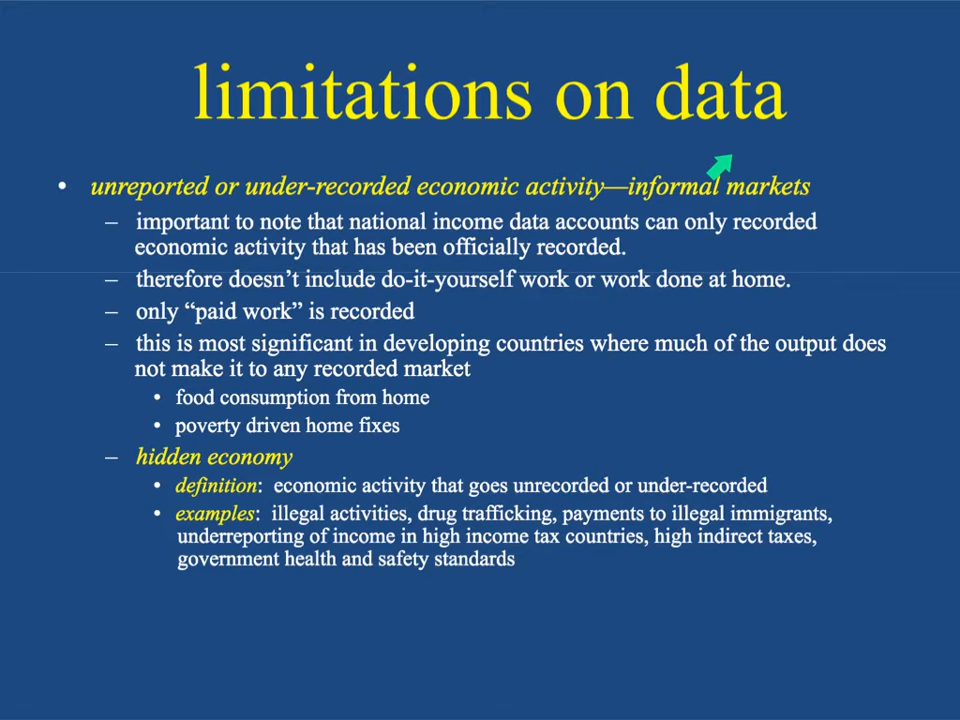 limitations on data
• unreported or under-recorded economic activity—informal markets
– important to note that national income data accounts can only recorded
economic activity that has been officially recorded.
– therefore doesn’t include do-it-yourself work or work done at home.
– only “paid work” is recorded
– this is most significant in developing countries where much of the output does
not make it to any recorded market
• food consumption from home
• poverty driven home fixes
– hidden economy
• definition: economic activity that goes unrecorded or under-recorded
• examples: illegal activities, drug trafficking, payments to illegal immigrants,
underreporting of income in high income tax countries, high indirect taxes,
government health and safety standards